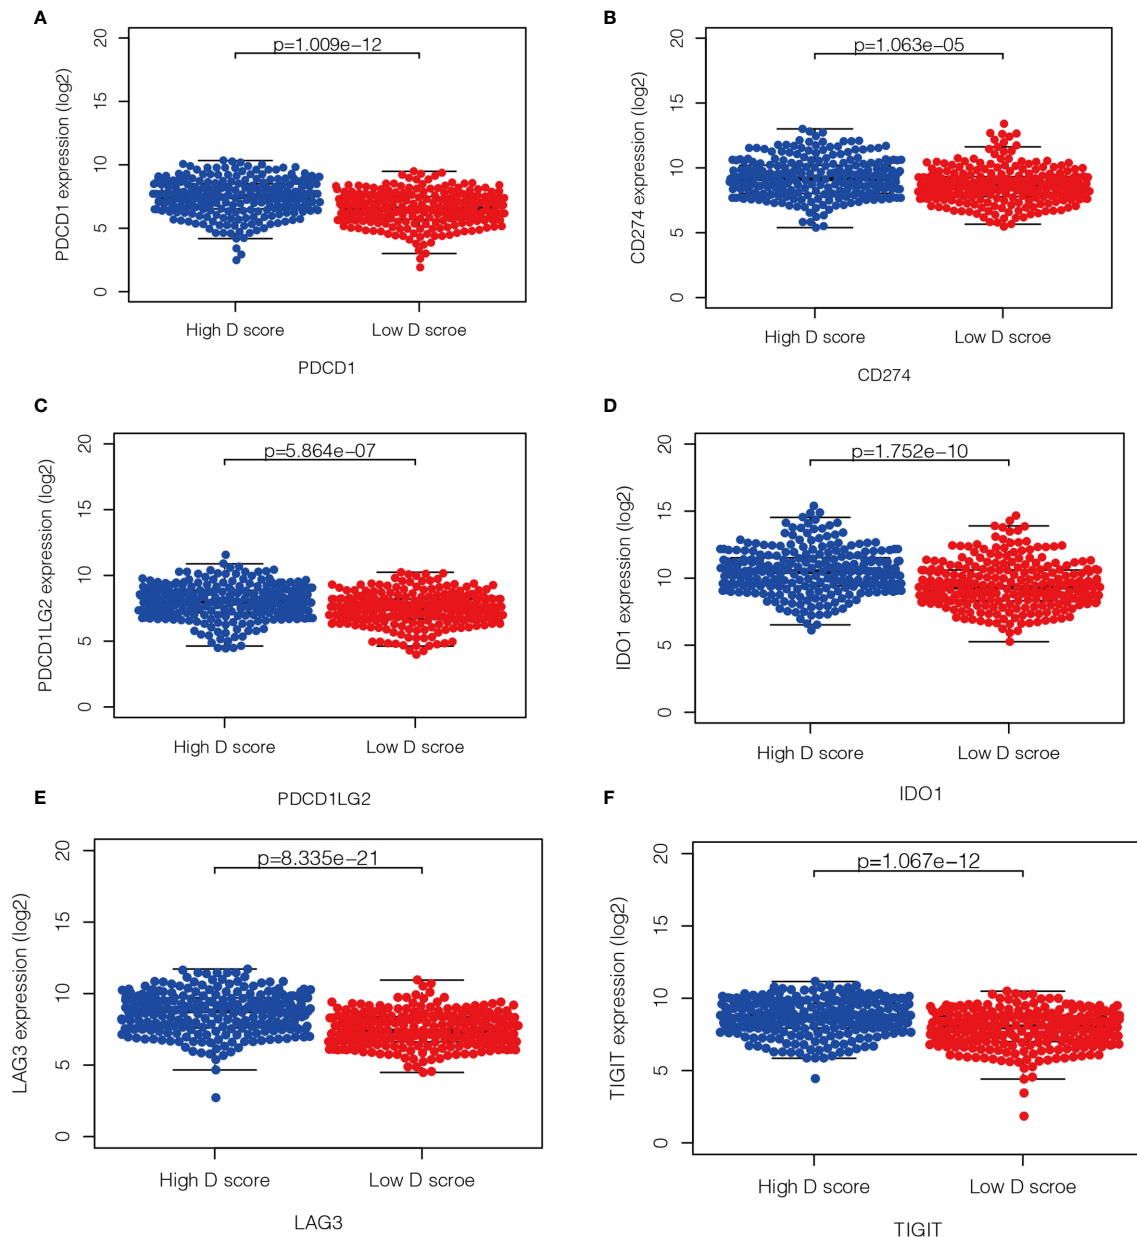 A
p=1.009e−12
PDCD1 expression (log2)
20
15
10
5
0
High D score
Low D scroe
PDCD1
B
p=1.063e−05
CD274 expression (log2)
20
15
10
5
0
High D score
Low D scroe
CD274
C
p=5.864e−07
PDCD1LG2 expression (log2)
20
15
10
5
0
High D score
Low D scroe
PDCD1LG2
D
p=1.752e−10
IDO1 expression (log2)
20
15
10
5
0
High D score
Low D scroe
IDO1
E
p=8.335e−21
LAG3 expression (log2)
20
15
10
5
0
High D score
Low D scroe
LAG3
F
p=1.067e−12
TIGIT expression (log2)
20
15
10
5
0
High D score
Low D scroe
TIGIT